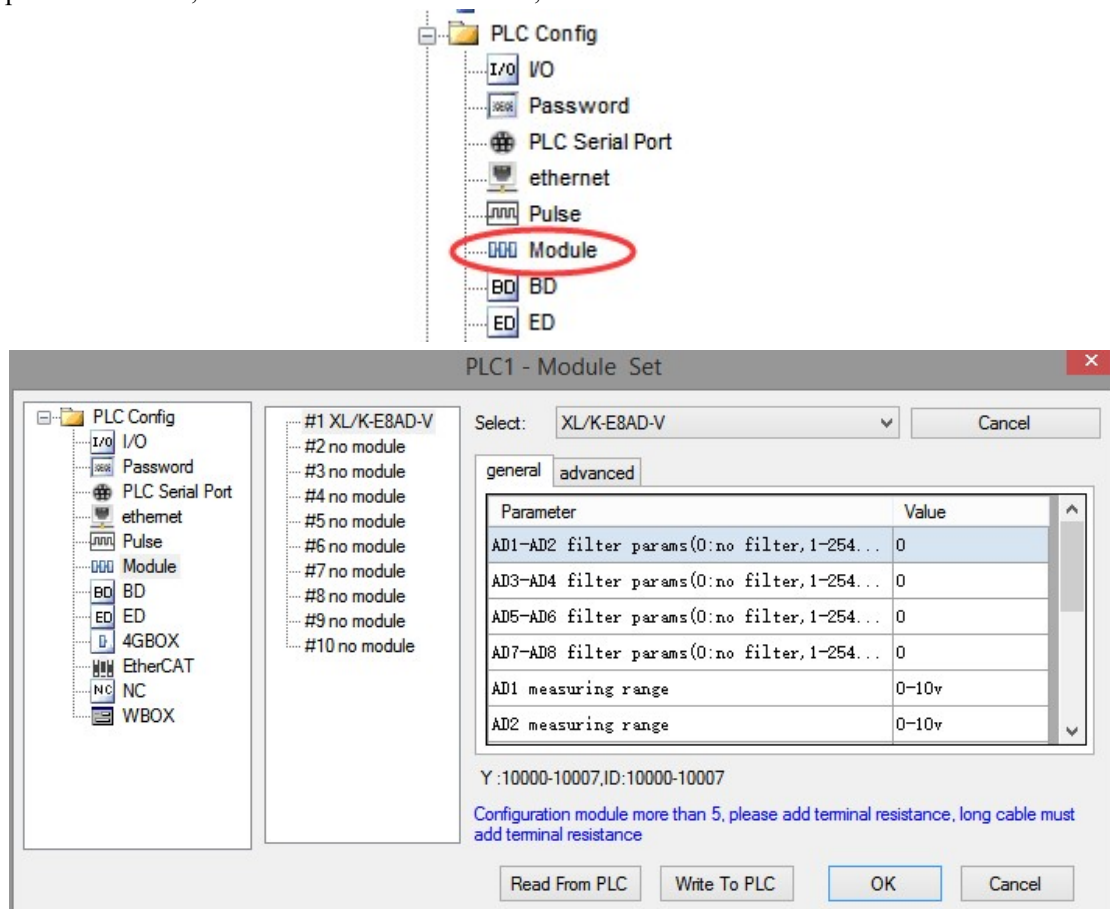 PLC Config
I/O I/O
Password
PLC Serial Port
ethernet
Pulse
Module
BD BD
ED ED
PLC1 - Module Set
PLC Config
I/O I/O
Password
PLC Serial Port
ethernet
Pulse
Module
BD BD
ED ED
4GBOX
EtherCAT
NC NC
WBOX
#1 XL/K-E8AD-V
#2 no module
#3 no module
#4 no module
#5 no module
#6 no module
#7 no module
#8 no module
#9 no module
#10 no module
Select: XL/K-E8AD-V Cancel
general advanced
Parameter Value
AD1-AD2 filter params(0:no filter,1-254... 0
AD3-AD4 filter params(0:no filter,1-254... 0
AD5-AD6 filter params(0:no filter,1-254... 0
AD7-AD8 filter params(0:no filter,1-254... 0
AD1 measuring range 0-10v
AD2 measuring range 0-10v
Y :10000-10007,ID:10000-10007
Configuration module more than 5, please add terminal resistance, long cable must
add terminal resistance
Read From PLC Write To PLC OK Cancel